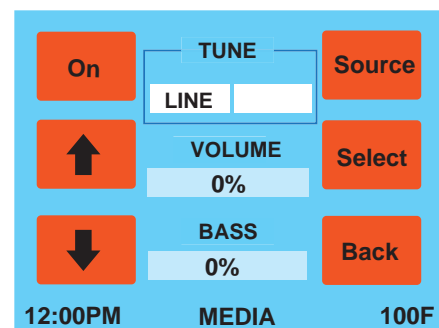 On
TUNE
Source
LINE
VOLUME
Select
0%
BASS
Back
0%
12:00PM MEDIA 100F